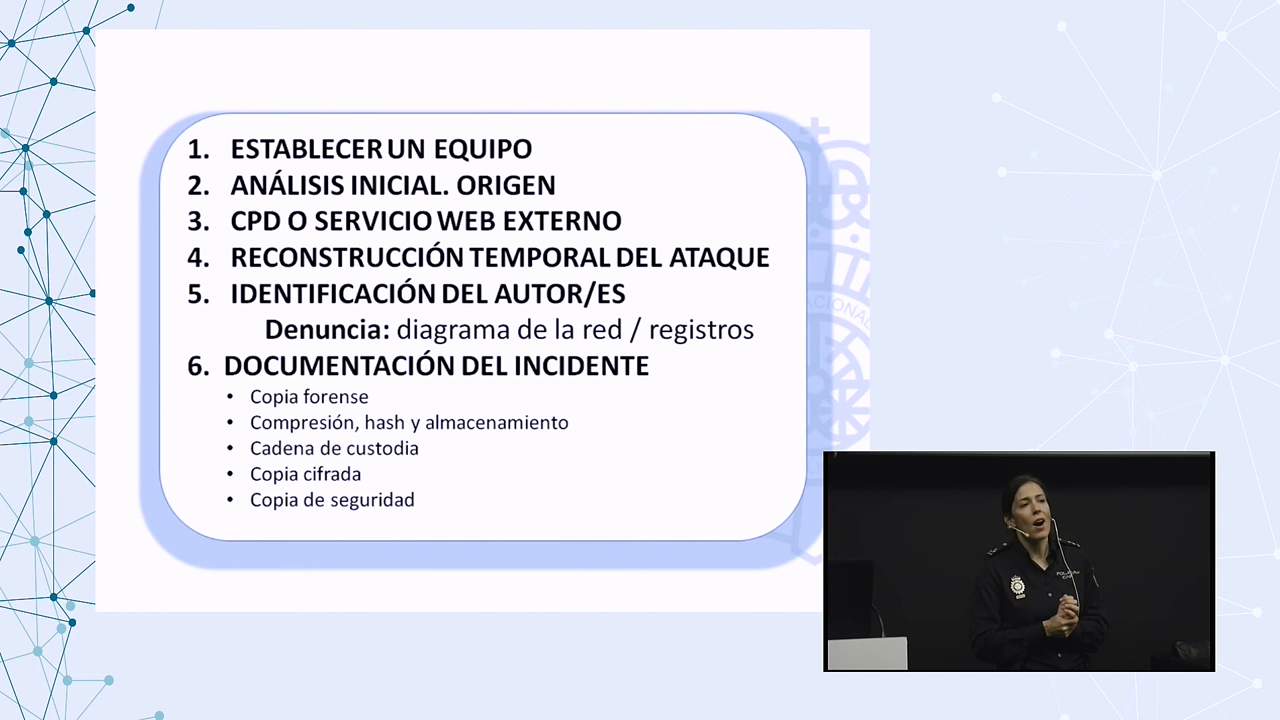 1. ESTABLECER UN EQUIPO
2. ANÁLISIS INICIAL. ORIGEN
3. CPD O SERVICIO WEB EXTERNO
4. RECONSTRUCCIÓN TEMPORAL DEL ATAQUE
5. IDENTIFICACIÓN DEL AUTOR/ES
Denuncia: diagrama de la red / registros
6. DOCUMENTACIÓN DEL INCIDENTE
• Copia forense
• Compresión, hash y almacenamiento
• Cadena de custodia
• Copia cifrada
• Copia de seguridad